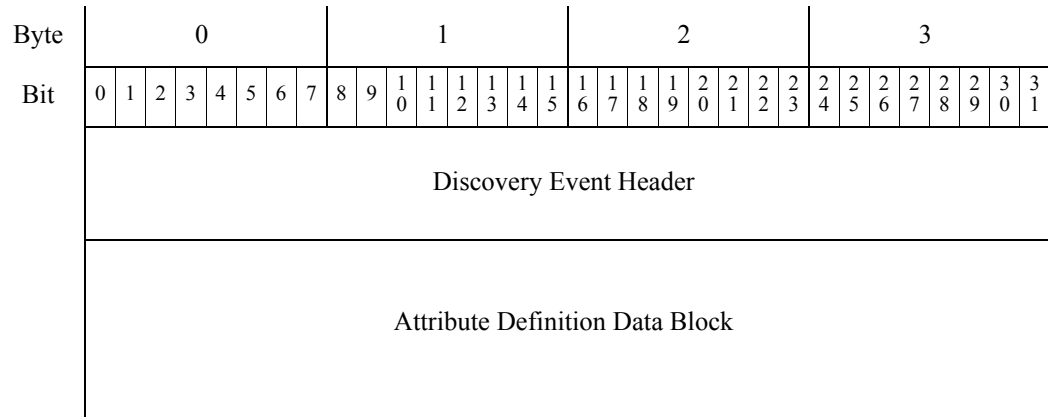 Byte 0 1 2 3
Bit 0 1 2 3 4 5 6 7 8 9 10 11 12 13 14 15 16 17 18 19 20 21 22 23 24 25 26 27 28 29 30 31
Discovery Event Header
Attribute Definition Data Block